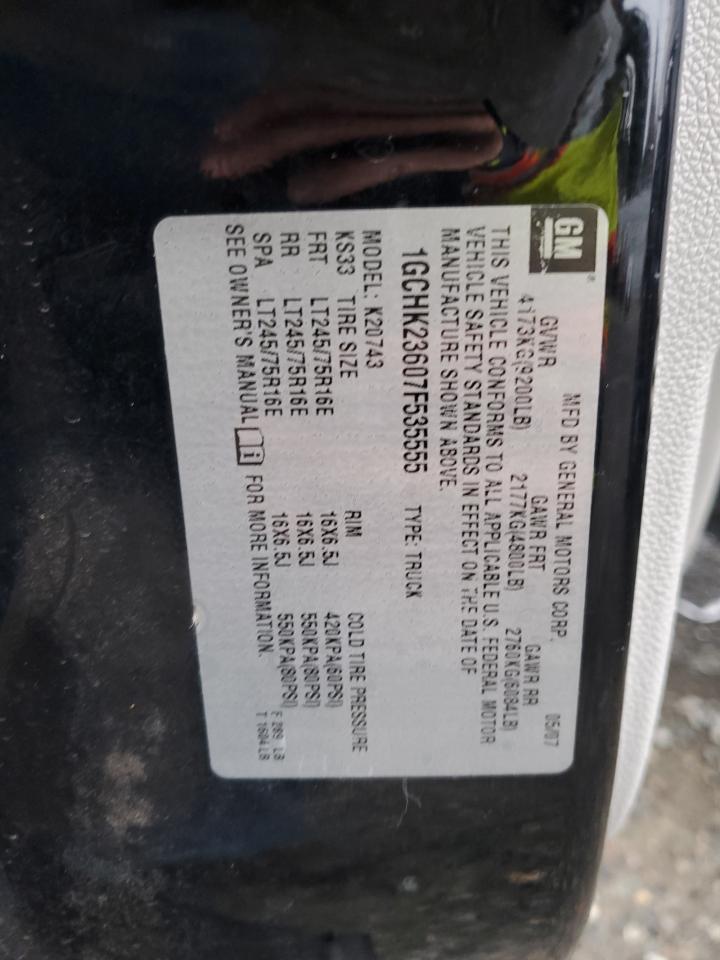 GM ®
MFD BY GENERAL MOTORS CORP. 05/07
GVWR GAWR FRT GAWR RR
4173KG(9200LB) 2177KG(4800LB) 2760KG(6084LB)
THIS VEHICLE CONFORMS TO ALL APPLICABLE U.S. FEDERAL MOTOR
VEHICLE SAFETY STANDARDS IN EFFECT ON THE DATE OF
MANUFACTURE SHOWN ABOVE.
1GCHK23607F535555 TYPE: TRUCK
MODEL: K20743
KS33 TIRE SIZE RIM COLD TIRE PRESSURE
FRT LT245/75R16E 16X6.5J 420KPA(60PSI)
RR LT245/75R16E 16X6.5J 550KPA(80PSI)
SPA LT245/75R16E 16X6.5J 550KPA(80PSI)
SEE OWNER'S MANUAL i FOR MORE INFORMATION.
F 289 LB
T 1604 LB